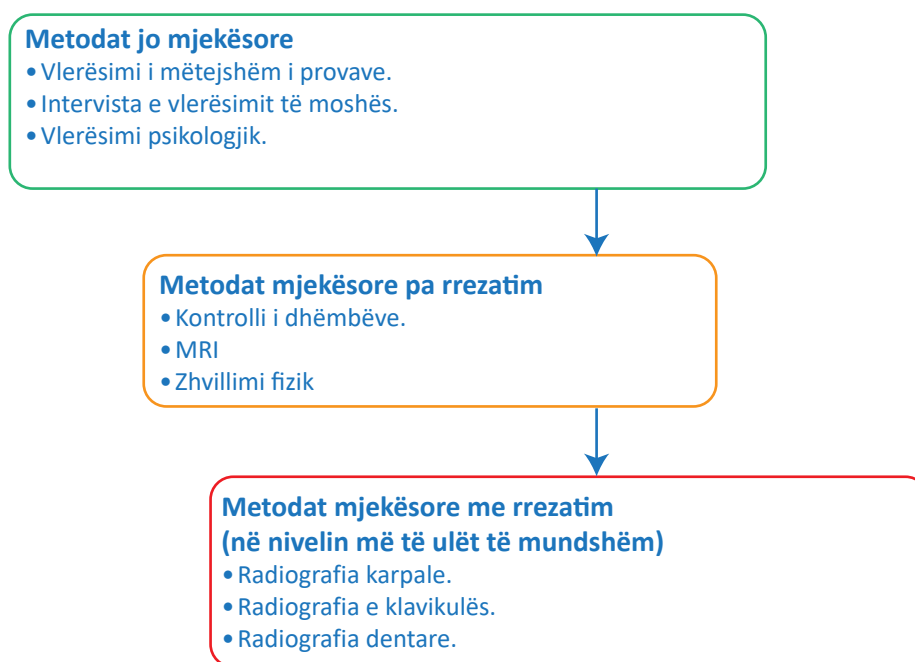 Metodat jo mjekësore
• Vlerësimi i mëtejshëm i provave.
• Intervista e vlerësimit të moshës.
• Vlerësimi psikologjik.
Metodat mjekësore pa rrezatim
• Kontrolli i dhëmbëve.
• MRI
• Zhvillimi fizik
Metodat mjekësore me rrezatim
(në nivelin më të ulët të mundshëm)
• Radiografia karpale.
• Radiografia e klavikulës.
• Radiografia dentare.